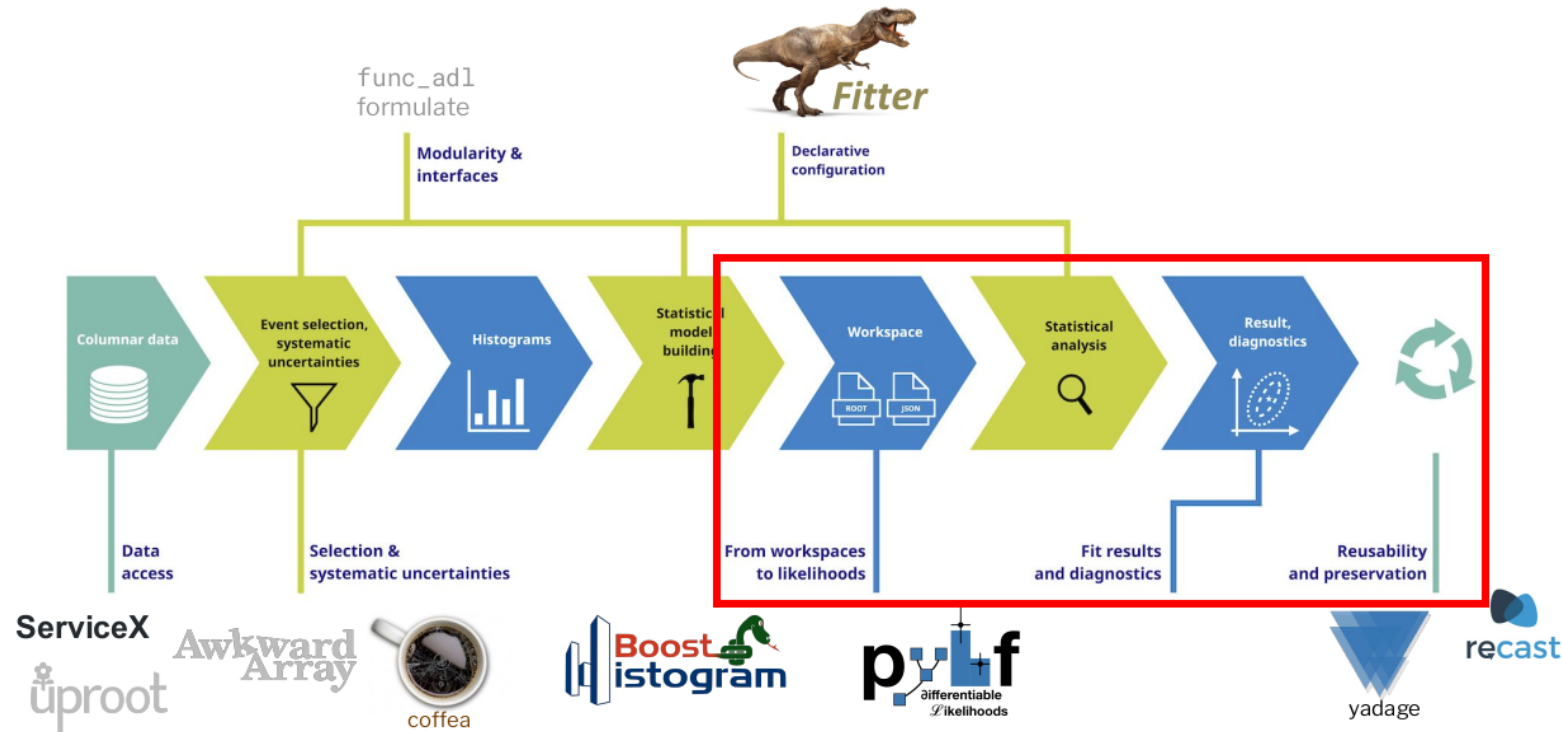 func_adl
formulate
Fitter
Modularity &
interfaces
Declarative
configuration
Columnar data
Event selection,
systematic
uncertainties
Histograms
Statistical
model
building
Workspace
ROOT
JSON
Statistical
analysis
Result,
diagnostics
Data
access
Selection &
systematic uncertainties
From workspaces
to likelihoods
Fit results
and diagnostics
Reusability
and preservation
ServiceX
uproot
Awkward
Array
coffea
Boost
Histogram
pyhf
∂ifferentiable
ℒikelihoods
yadage
recast